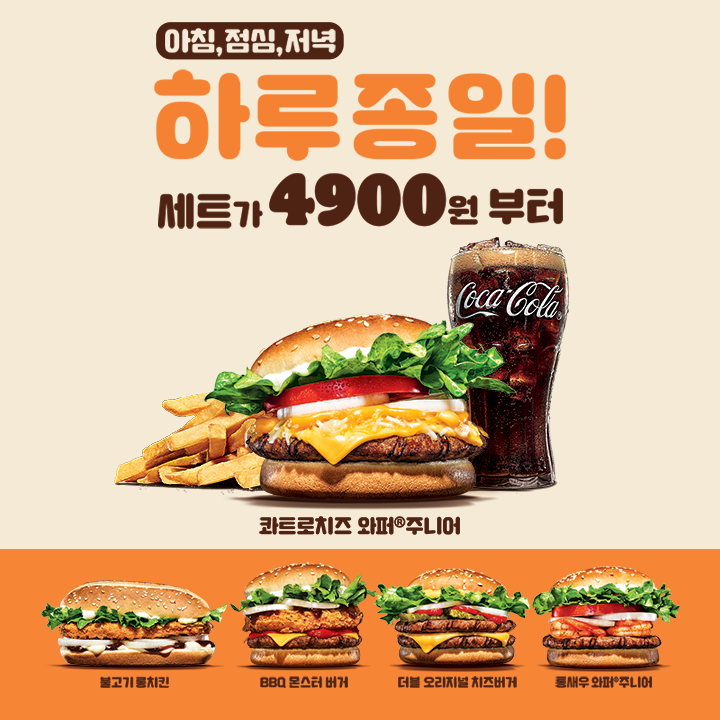 아침,점심,저녁
하루종일!
세트가 4900원 부터
Coca-Cola®
콰트로치즈 와퍼®주니어
불고기 롱치킨
BBQ 몬스터 버거
더블 오리지널 치즈버거
통새우 와퍼®주니어